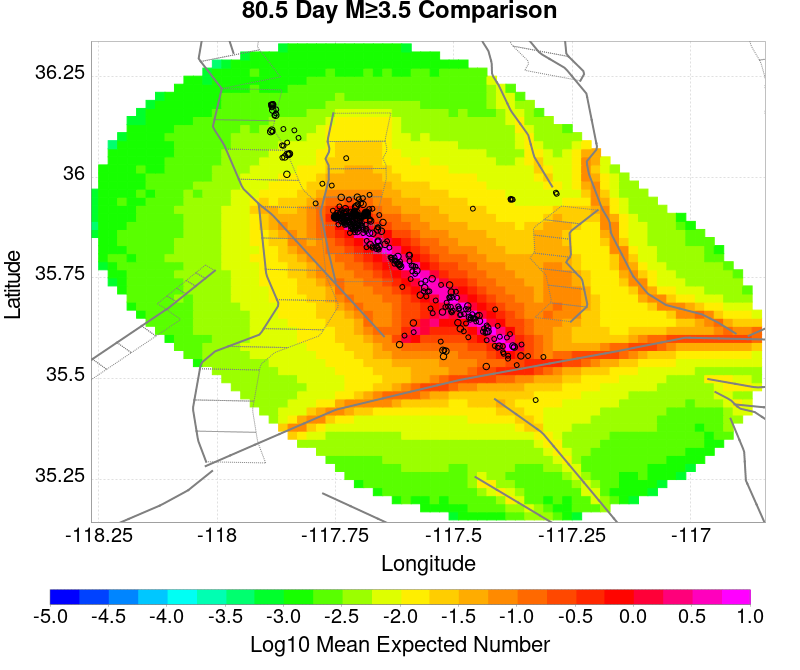 80.5 Day M≥3.5 Comparison
36.25
36
35.75
35.5
35.25
Latitude
-118.25 -118 -117.75 -117.5 -117.25 -117
Longitude
-5.0 -4.5 -4.0 -3.5 -3.0 -2.5 -2.0 -1.5 -1.0 -0.5 0.0 0.5 1.0
Log10 Mean Expected Number